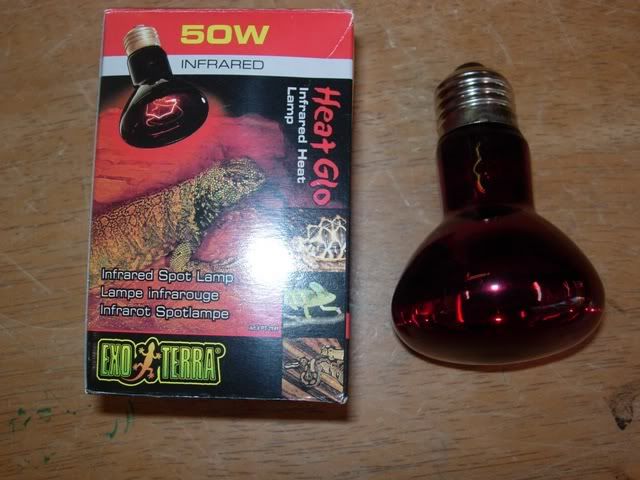 50W
INFRARED
Heat Glo
Infrared Heat
Lamp
Infrared Spot Lamp
Lampe infrarouge
Infrarot Spotlampe
EXO TERRA